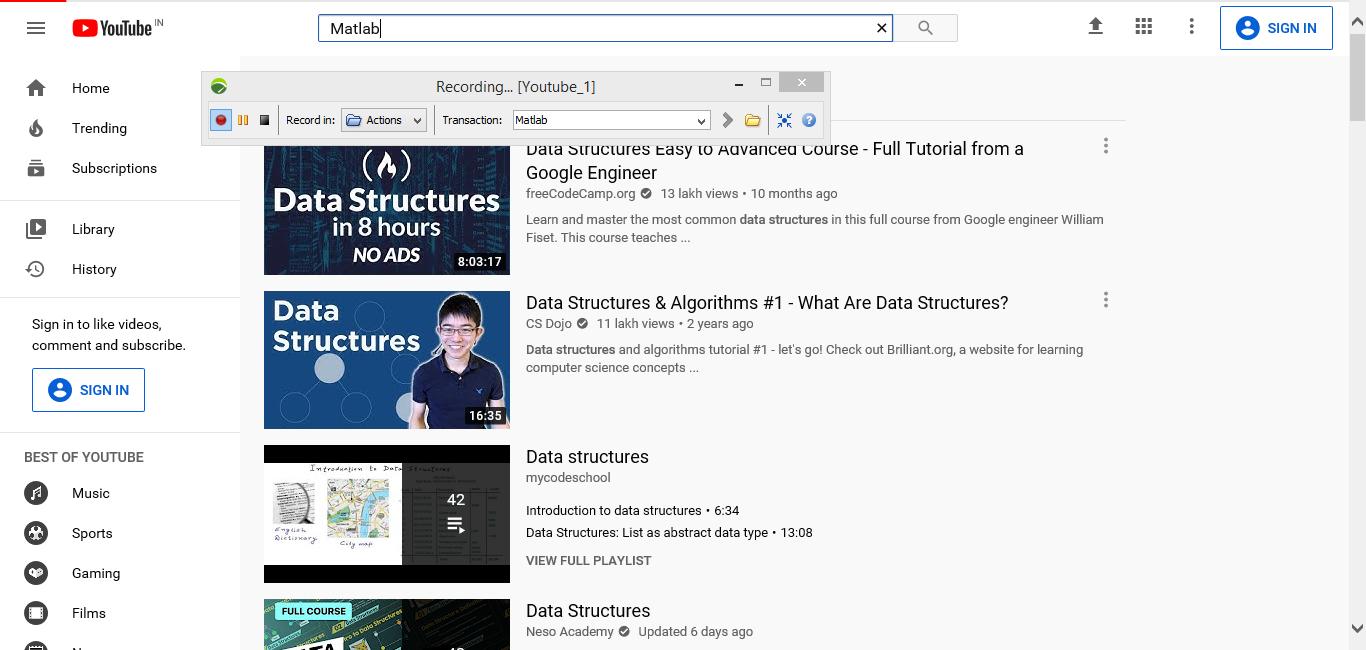 YouTube IN
Matlab
SIGN IN
Recording... [Youtube_1]
Record in: Actions Transaction: Matlab
Home
Trending
Subscriptions
Library
History
Sign in to like videos,
comment and subscribe.
SIGN IN
BEST OF YOUTUBE
Music
Sports
Gaming
Films
Data Structures
in 8 hours
NO ADS
8:03:17
Data Structures Easy to Advanced Course - Full Tutorial from a
Google Engineer
freeCodeCamp.org 13 lakh views • 10 months ago
Learn and master the most common data structures in this full course from Google engineer William
Fiset. This course teaches ...
Data
Structures
16:35
Data Structures & Algorithms #1 - What Are Data Structures?
CS Dojo 11 lakh views • 2 years ago
Data structures and algorithms tutorial #1 - let's go! Check out Brilliant.org, a website for learning
computer science concepts ...
Introduction to Data Structures
English
Dictionary
City map
42
Data structures
mycodeschool
Introduction to data structures • 6:34
Data Structures: List as abstract data type • 13:08
VIEW FULL PLAYLIST
FULL COURSE
Data Structures
Neso Academy Updated 6 days ago